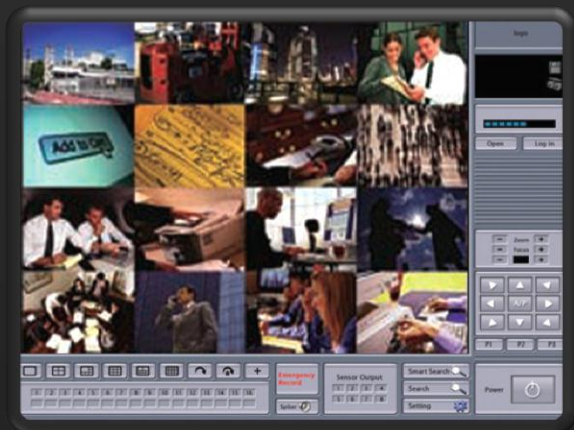 logic
Add to Cart
Open Log In
Zoom
Focus
A/P
P1 P2 P3
Emergency
Record
Sensor Output
1 2 3 4
5 6 7 8
Smart Search
Search
Setting
Power
1 2 3 4 5 6 7 8 9 10 11 12 13 14 15 16